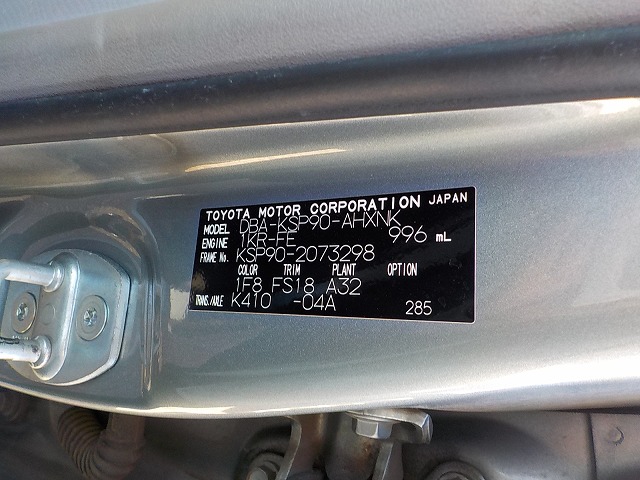 TOYOTA MOTOR CORPORATION JAPAN
MODEL DBA-KSP90-AHXNK
ENGINE 1KR-FE 996 mL
FRAME No. KSP90-2073298
COLOR TRIM PLANT OPTION
1F8 FS18 A32
TRANS./AXLE K410 -04A 285